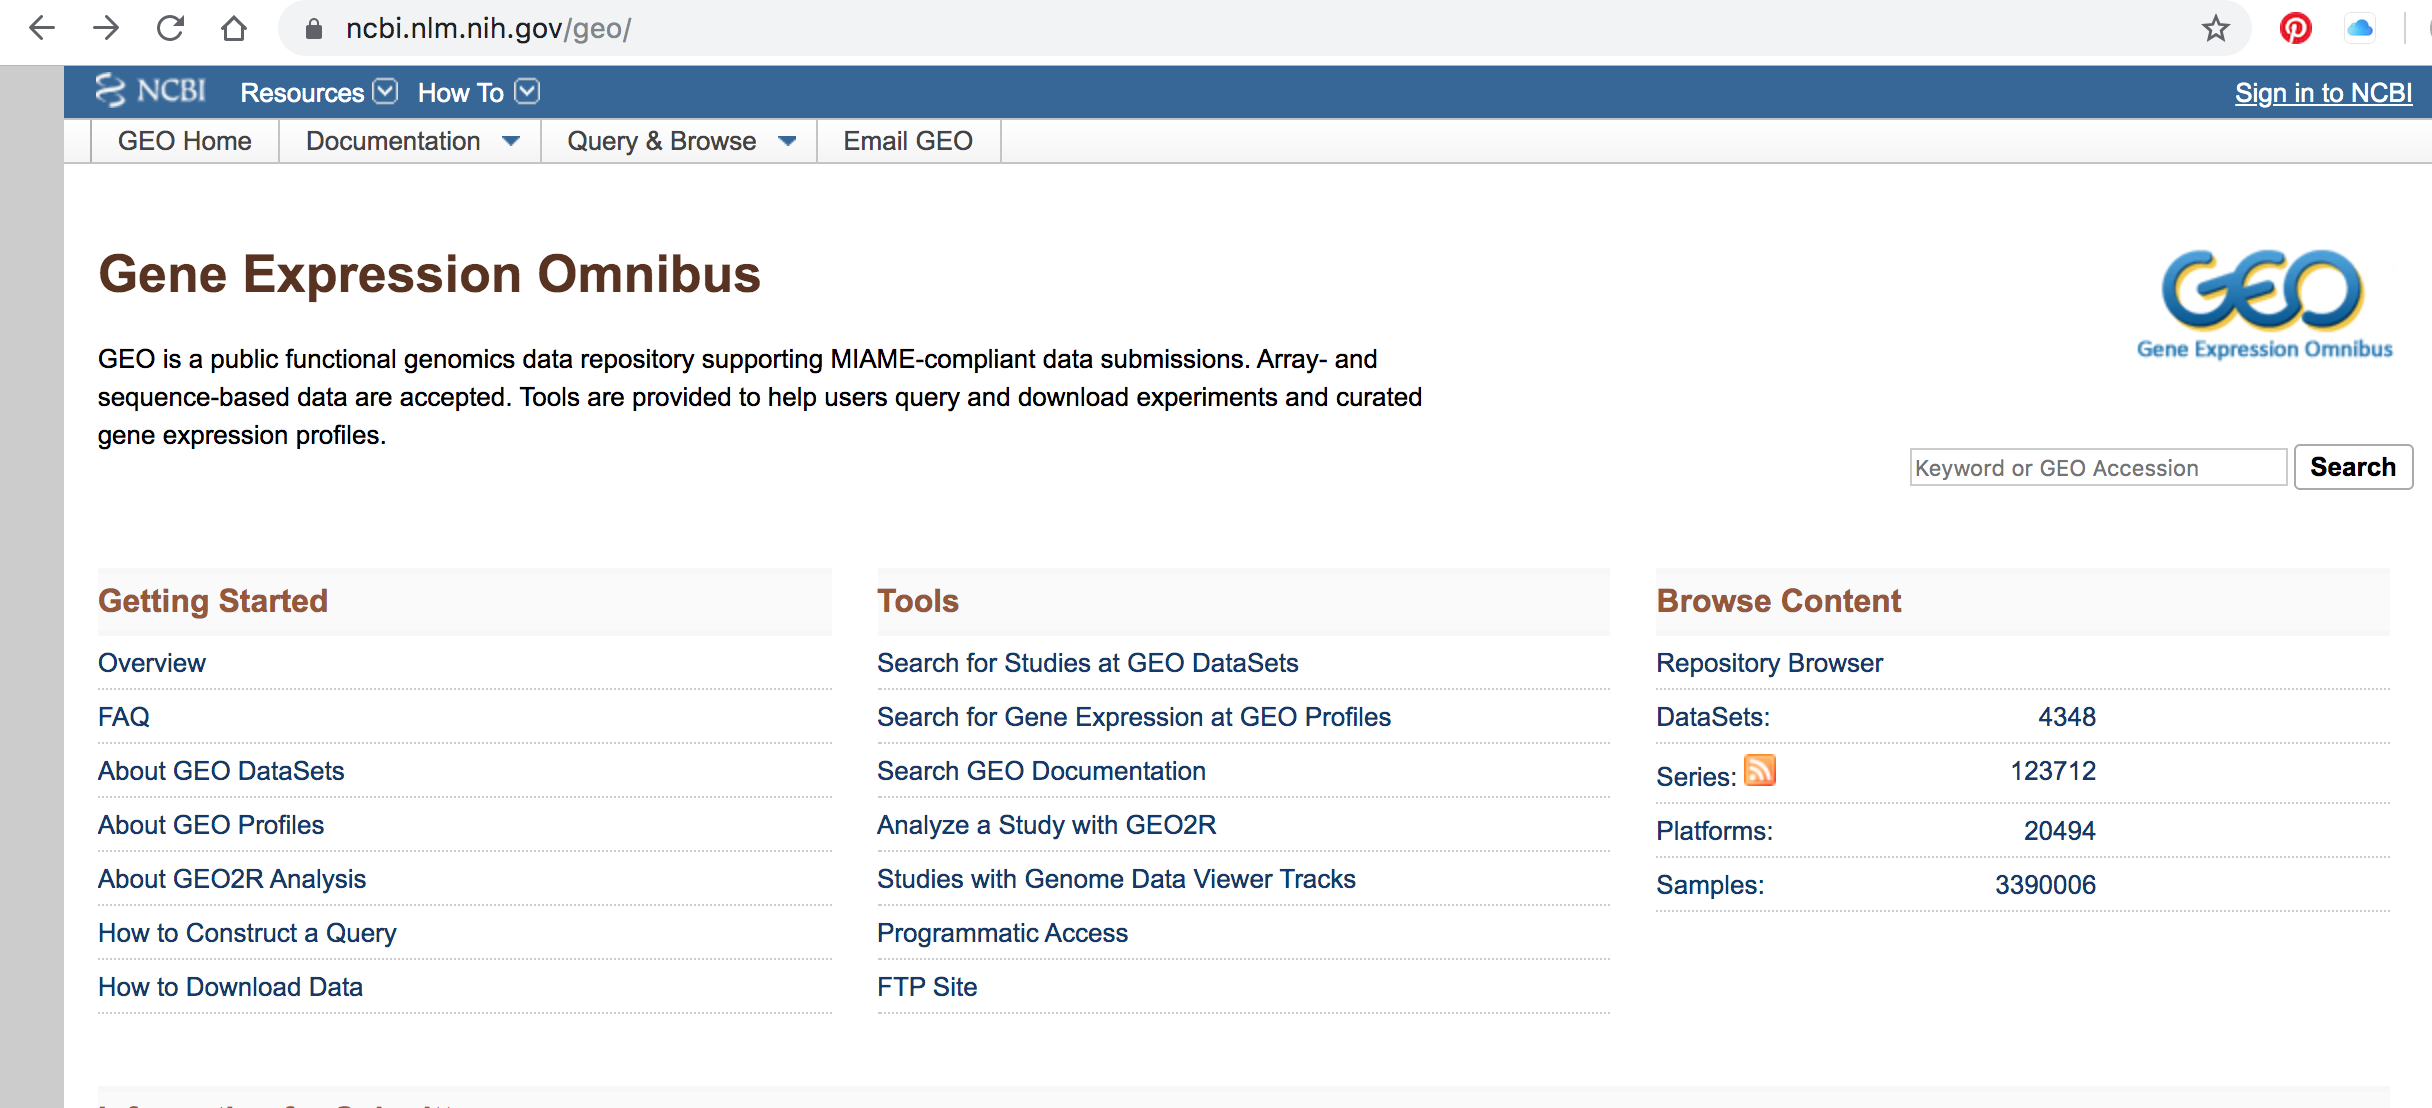 ncbi.nlm.nih.gov/geo/
NCBI Resources How To Sign in to NCBI
GEO Home Documentation Query & Browse Email GEO
Gene Expression Omnibus
GEO
Gene Expression Omnibus
GEO is a public functional genomics data repository supporting MIAME-compliant data submissions. Array- and
sequence-based data are accepted. Tools are provided to help users query and download experiments and curated
gene expression profiles.
Keyword or GEO Accession Search
Getting Started
Overview
FAQ
About GEO DataSets
About GEO Profiles
About GEO2R Analysis
How to Construct a Query
How to Download Data
Tools
Search for Studies at GEO DataSets
Search for Gene Expression at GEO Profiles
Search GEO Documentation
Analyze a Study with GEO2R
Studies with Genome Data Viewer Tracks
Programmatic Access
FTP Site
Browse Content
Repository Browser
DataSets: 4348
Series: 123712
Platforms: 20494
Samples: 3390006